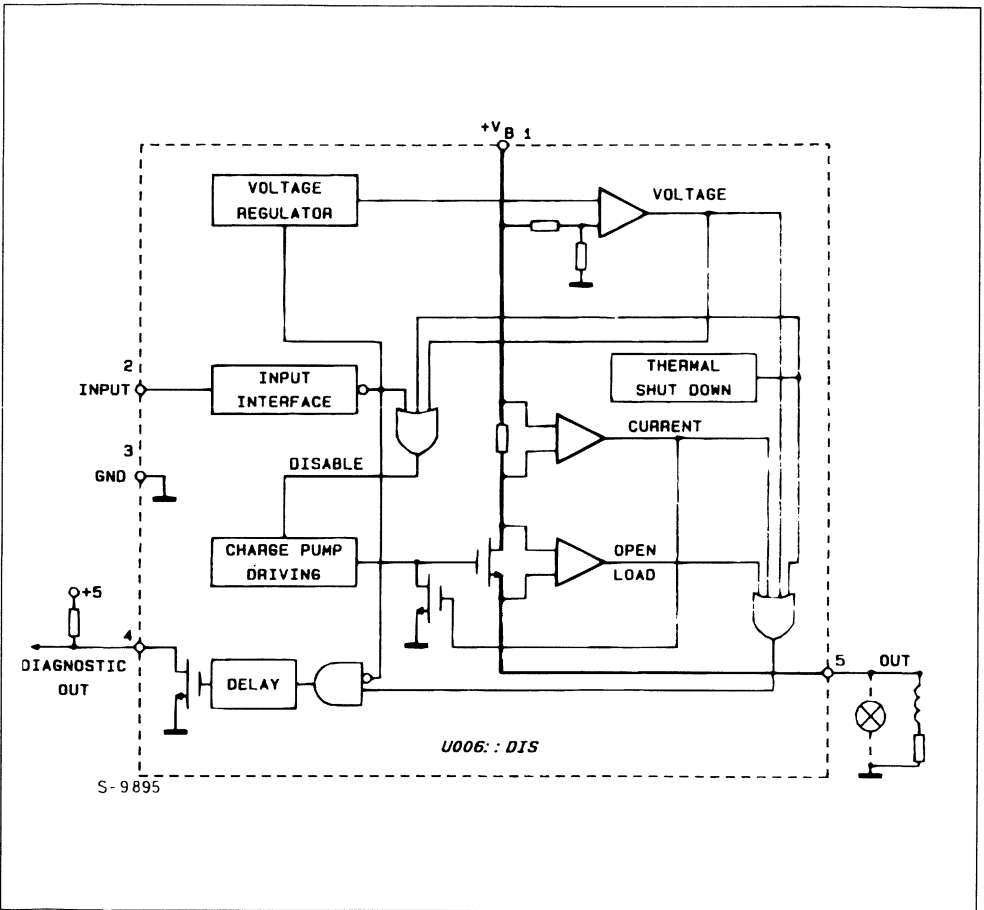 +VB 1
VOLTAGE
REGULATOR
VOLTAGE
2
INPUT
INPUT
INTERFACE
THERMAL
SHUT DOWN
CURRENT
3
GND
DISABLE
CHARGE PUMP
DRIVING
OPEN
LOAD
+5
4
DIAGNOSTIC
OUT
DELAY
5
OUT
U006::DIS
S-9895